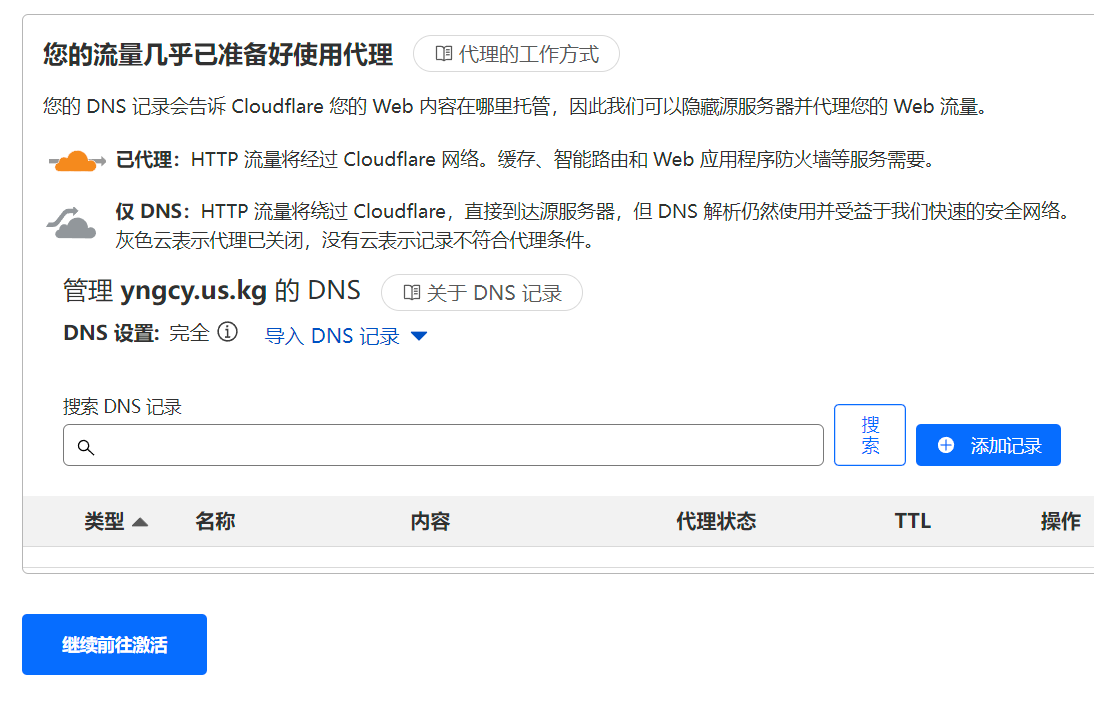 您的流量几乎已准备好使用代理 代理的工作方式
您的 DNS 记录会告诉 Cloudflare 您的 Web 内容在哪里托管，因此我们可以隐藏源服务器并代理您的 Web 流量。
已代理：HTTP 流量将经过 Cloudflare 网络。缓存、智能路由和 Web 应用程序防火墙等服务需要。
仅 DNS：HTTP 流量将绕过 Cloudflare，直接到达源服务器，但 DNS 解析仍然使用并受益于我们快速的安全网络。
灰色云表示代理已关闭，没有云表示记录不符合代理条件。
管理 yngcy.us.kg 的 DNS 关于 DNS 记录
DNS 设置: 完全 导入 DNS 记录
搜索 DNS 记录
搜索
添加记录
类型 名称 内容 代理状态 TTL 操作
继续前往激活